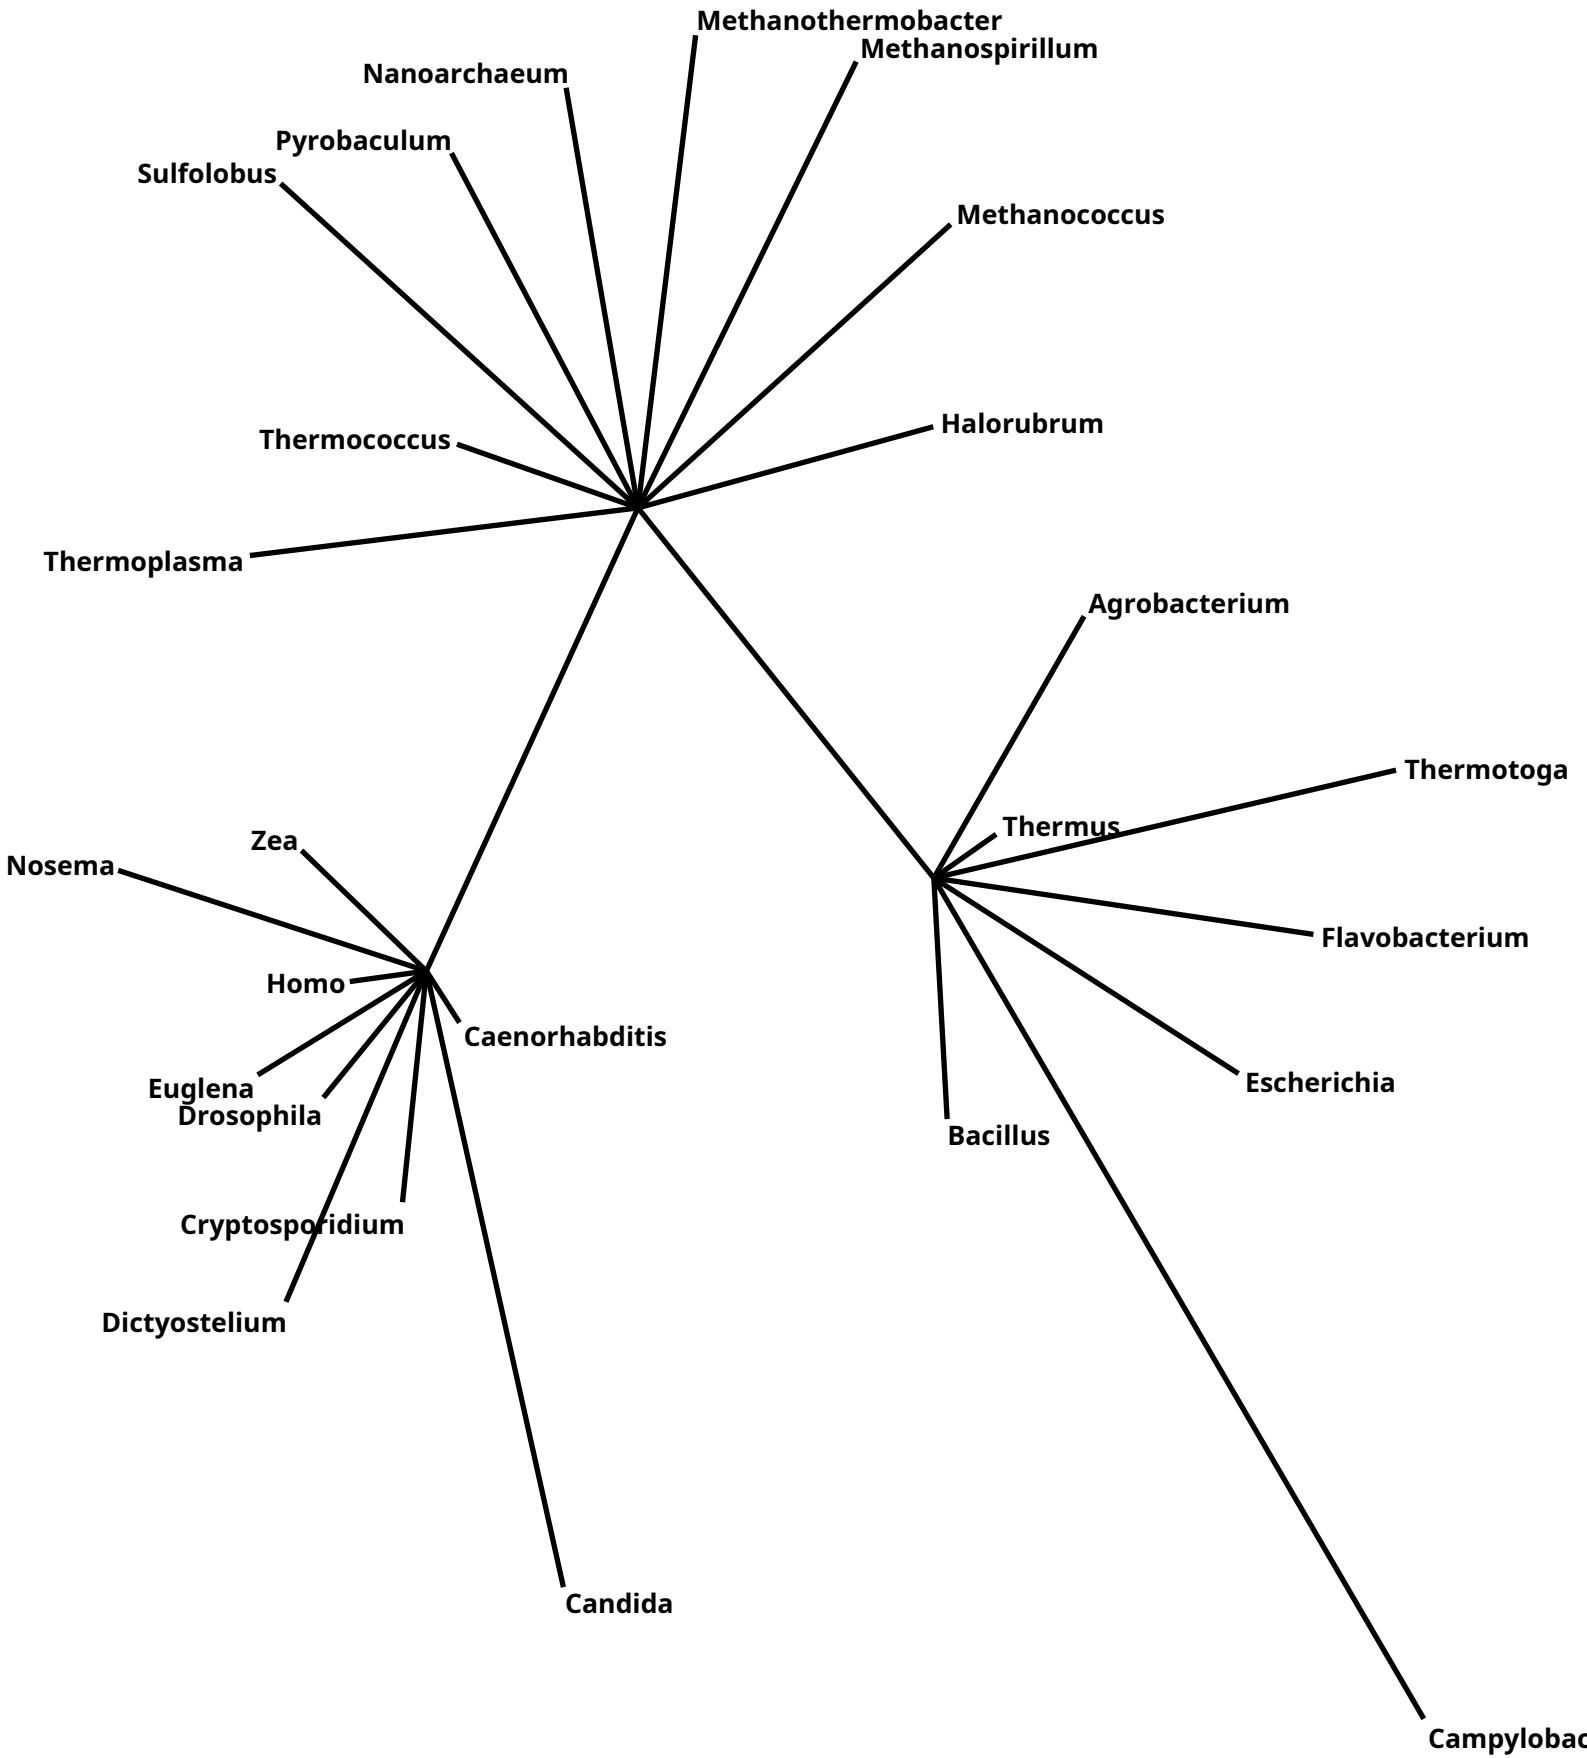 Methanothermobacter
Methanospirillum
Nanoarchaeum
Pyrobaculum
Sulfolobus
Methanococcus
Halorubrum
Thermococcus
Thermoplasma
Agrobacterium
Thermotoga
Thermus
Zea
Nosema
Flavobacterium
Homo
Caenorhabditis
Escherichia
Euglena
Drosophila
Bacillus
Cryptosporidium
Dictyostelium
Candida
Campylobac